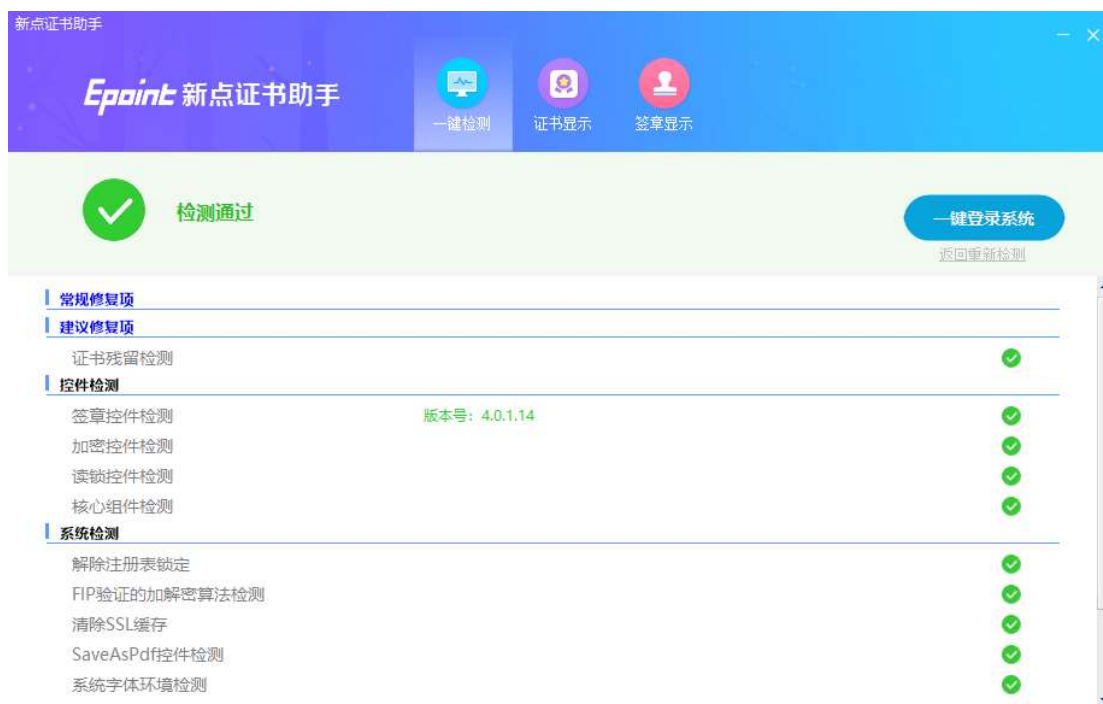 新点证书助手
Epoint 新点证书助手
一键检测
证书显示
签章显示
检测通过
一键登录系统
返回重新检测
常规修复项
建议修复项
证书残留检测
控件检测
签章控件检测 版本号：4.0.1.14
加密控件检测
读锁控件检测
核心组件检测
系统检测
解除注册表锁定
FIP验证的加解密算法检测
清除SSL缓存
SaveAsPdf控件检测
系统字体环境检测